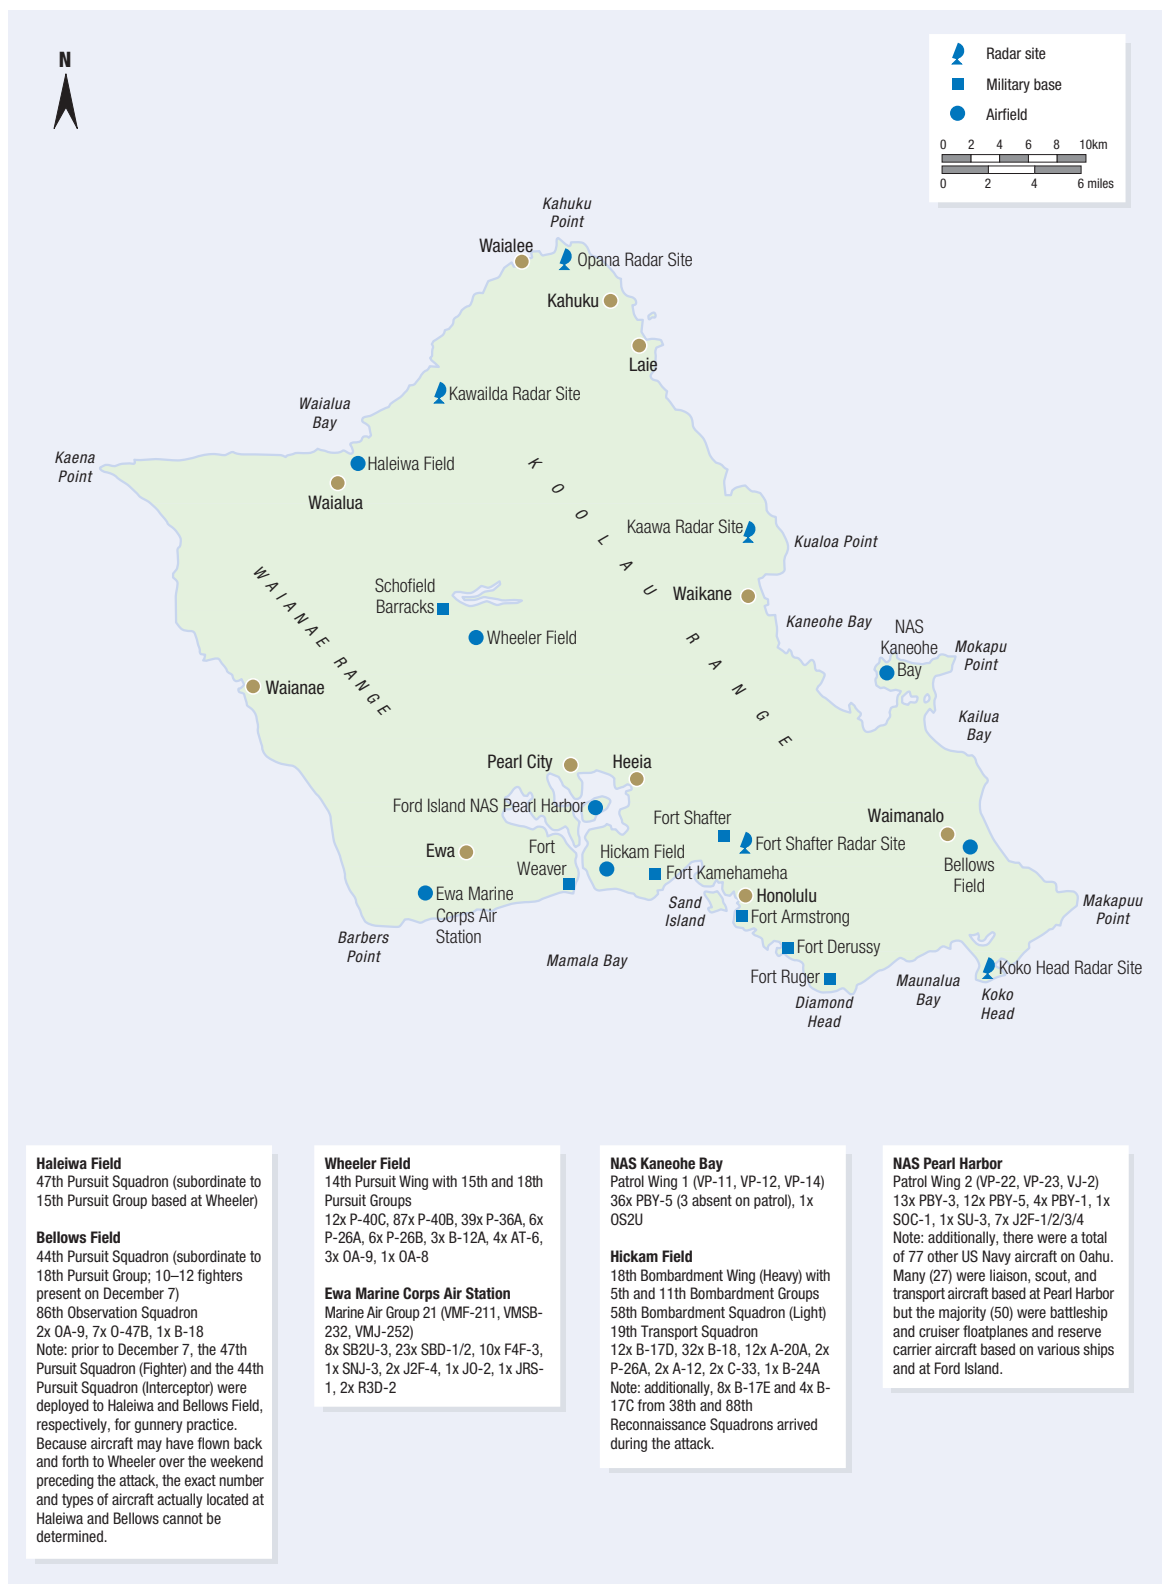 N
Radar site
Military base
Airfield
0 2 4 6 8 10km
0 2 4 6 miles
Kahuku
Point
Waialee
Opana Radar Site
Kahuku
Laie
Kawailda Radar Site
Waialua
Bay
Kaena
Point
Haleiwa Field
Waialua
KOOLAU RANGE
Kaawa Radar Site
Kualoa Point
WAIANAE RANGE
Schofield
Barracks
Waikane
Kaneohe Bay
NAS
Kaneohe
Bay
Mokapu
Point
Wheeler Field
Waianae
Kailua
Bay
Pearl City
Heeia
Ford Island NAS Pearl Harbor
Fort Shafter
Waimanalo
Fort Shafter Radar Site
Ewa
Fort
Weaver
Hickam Field
Fort Kamehameha
Bellows
Field
Ewa Marine
Corps Air
Station
Sand
Island
Honolulu
Fort Armstrong
Makapuu
Point
Barbers
Point
Mamala Bay
Fort Derussy
Fort Ruger
Maunalua
Bay
Koko Head Radar Site
Diamond
Head
Koko
Head
Haleiwa Field
47th Pursuit Squadron (subordinate to
15th Pursuit Group based at Wheeler)
Bellows Field
44th Pursuit Squadron (subordinate to
18th Pursuit Group; 10–12 fighters
present on December 7)
86th Observation Squadron
2x OA-9, 7x O-47B, 1x B-18
Note: prior to December 7, the 47th
Pursuit Squadron (Fighter) and the 44th
Pursuit Squadron (Interceptor) were
deployed to Haleiwa and Bellows Field,
respectively, for gunnery practice.
Because aircraft may have flown back
and forth to Wheeler over the weekend
preceding the attack, the exact number
and types of aircraft actually located at
Haleiwa and Bellows cannot be
determined.
Wheeler Field
14th Pursuit Wing with 15th and 18th
Pursuit Groups
12x P-40C, 87x P-40B, 39x P-36A, 6x
P-26A, 6x P-26B, 3x B-12A, 4x AT-6,
3x OA-9, 1x OA-8
Ewa Marine Corps Air Station
Marine Air Group 21 (VMF-211, VMSB-
232, VMJ-252)
8x SB2U-3, 23x SBD-1/2, 10x F4F-3,
1x SNJ-3, 2x J2F-4, 1x JO-2, 1x JRS-
1, 2x R3D-2
NAS Kaneohe Bay
Patrol Wing 1 (VP-11, VP-12, VP-14)
36x PBY-5 (3 absent on patrol), 1x
OS2U
Hickam Field
18th Bombardment Wing (Heavy) with
5th and 11th Bombardment Groups
58th Bombardment Squadron (Light)
19th Transport Squadron
12x B-17D, 32x B-18, 12x A-20A, 2x
P-26A, 2x A-12, 2x C-33, 1x B-24A
Note: additionally, 8x B-17E and 4x B-
17C from 38th and 88th
Reconnaissance Squadrons arrived
during the attack.
NAS Pearl Harbor
Patrol Wing 2 (VP-22, VP-23, VJ-2)
13x PBY-3, 12x PBY-5, 4x PBY-1, 1x
SOC-1, 1x SU-3, 7x J2F-1/2/3/4
Note: additionally, there were a total
of 77 other US Navy aircraft on Oahu.
Many (27) were liaison, scout, and
transport aircraft based at Pearl Harbor
but the majority (50) were battleship
and cruiser floatplanes and reserve
carrier aircraft based on various ships
and at Ford Island.